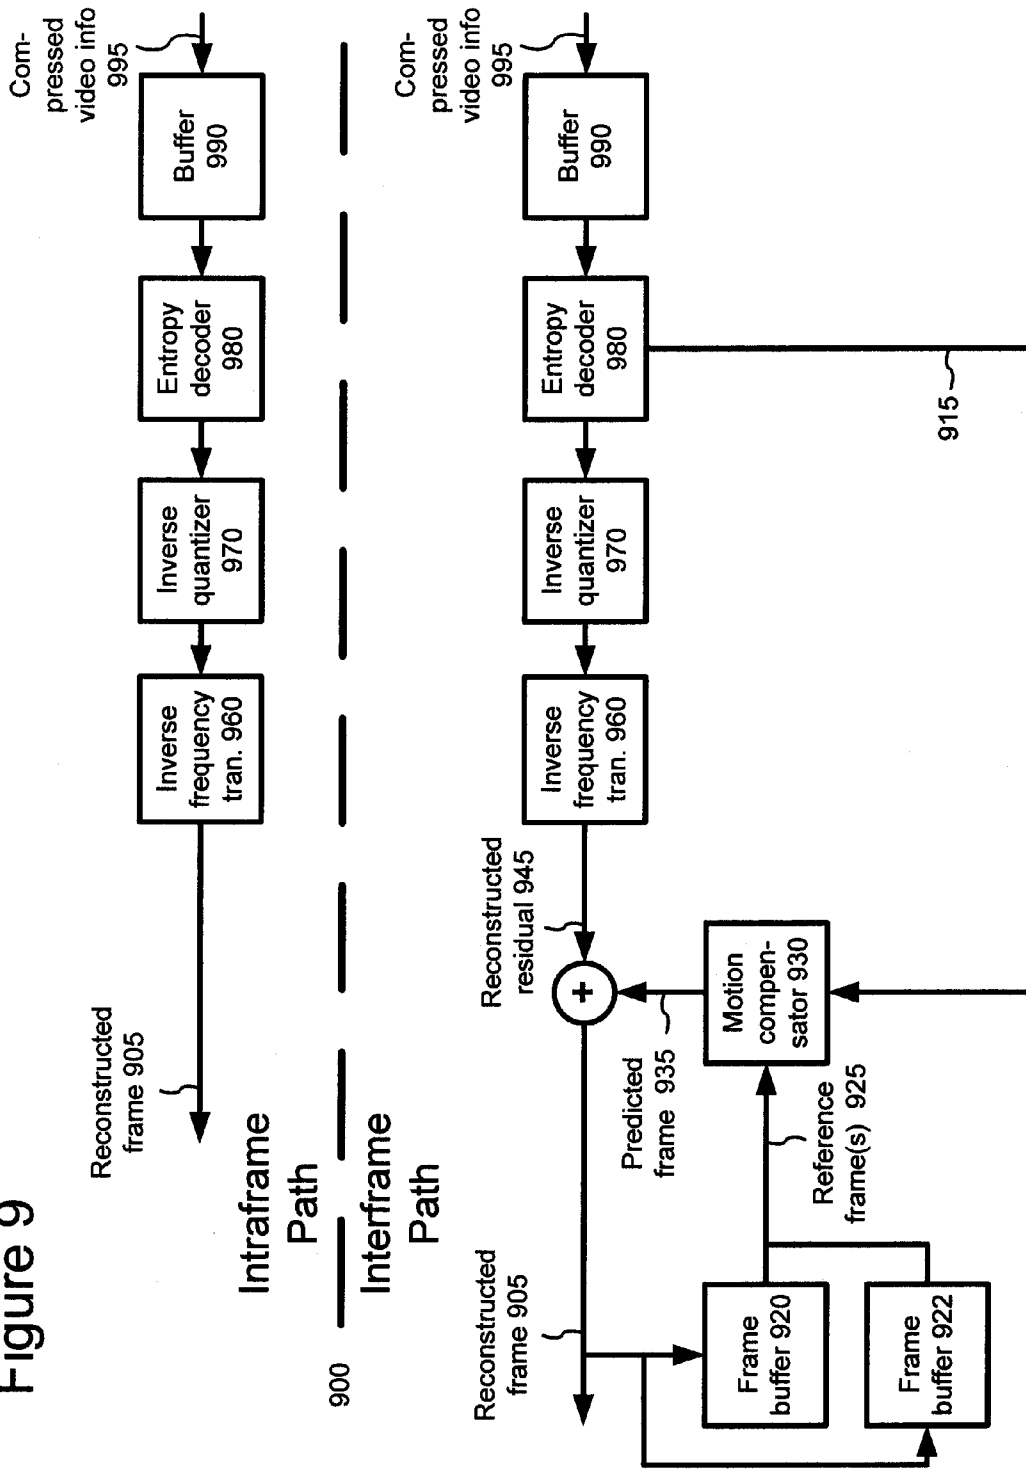 Figure 9
Reconstructed
frame 905
Inverse
frequency
tran. 960
Inverse
quantizer
970
Entropy
decoder
980
Buffer
990
Com-
pressed
video info
995
Intraframe
Path
900
Interframe
Path
Reconstructed
frame 905
Reconstructed
residual 945
Inverse
frequency
tran. 960
Inverse
quantizer
970
Entropy
decoder
980
Buffer
990
Com-
pressed
video info
995
Predicted
frame 935
+
Motion
compen-
sator 930
Reference
frame(s) 925
Frame
buffer 920
Frame
buffer 922
915